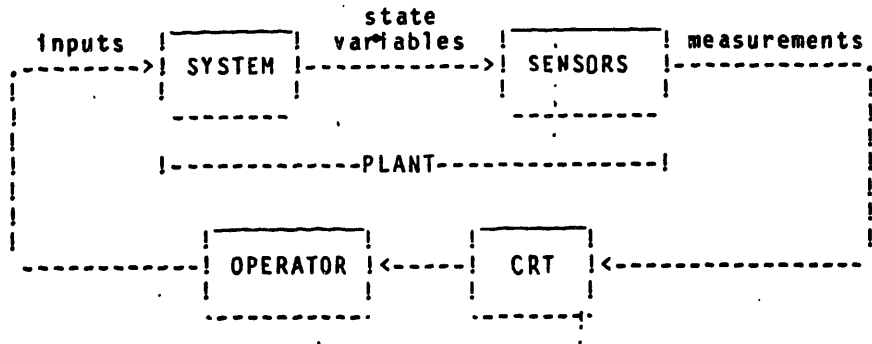 state
inputs variables measurements
SYSTEM SENSORS
PLANT
OPERATOR CRT